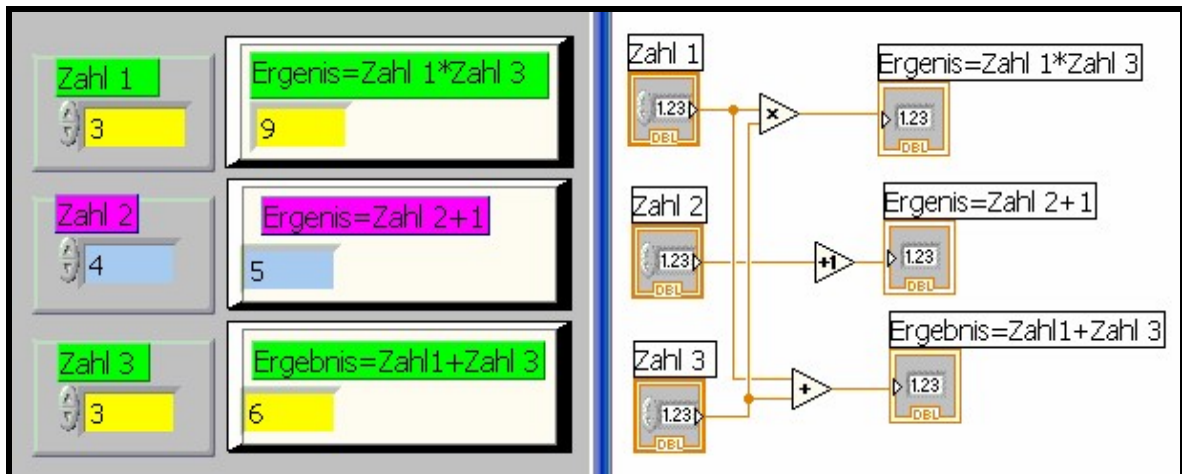 Zahl 1
3
Ergenis=Zahl 1*Zahl 3
9
Zahl 2
4
Ergenis=Zahl 2+1
5
Zahl 3
3
Ergebnis=Zahl1+Zahl 3
6
Zahl 1
1.23
DBL
×
Ergenis=Zahl 1*Zahl 3
1.23
DBL
Zahl 2
1.23
DBL
+1
Ergenis=Zahl 2+1
1.23
DBL
Zahl 3
1.23
DBL
+
Ergebnis=Zahl1+Zahl 3
1.23
DBL